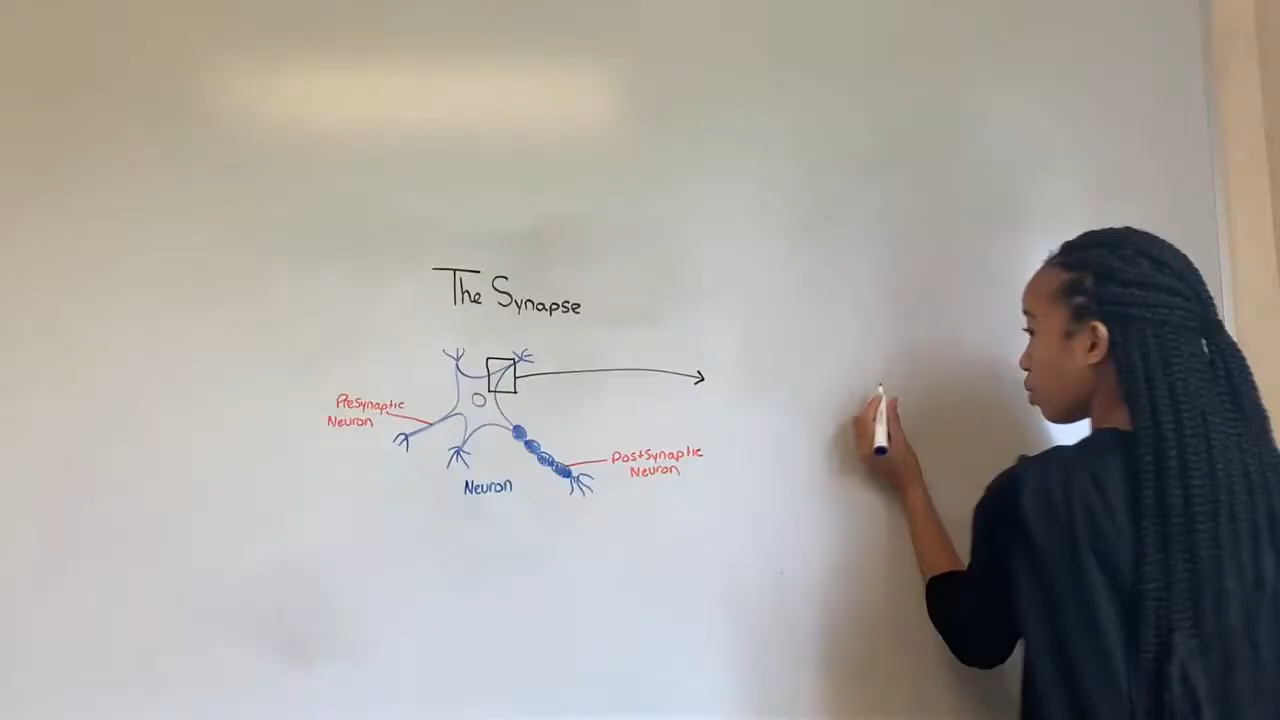 The Synapse
PreSynaptic
Neuron
PostSynaptic
Neuron
Neuron